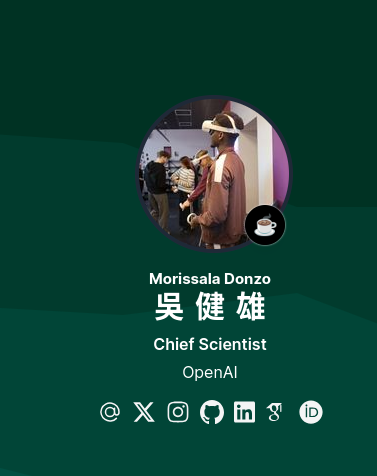 Morissala Donzo
吳健雄
Chief Scientist
OpenAI